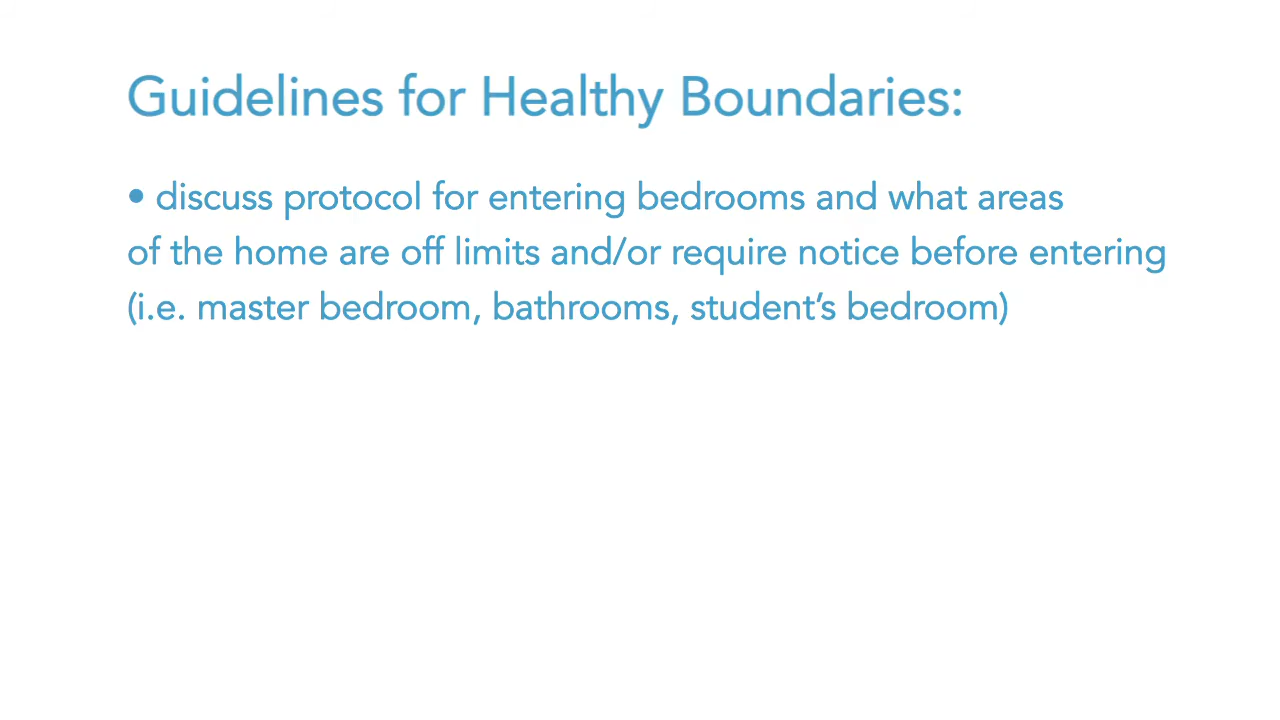 Guidelines for Healthy Boundaries:
• discuss protocol for entering bedrooms and what areas
of the home are off limits and/or require notice before entering
(i.e. master bedroom, bathrooms, student’s bedroom)